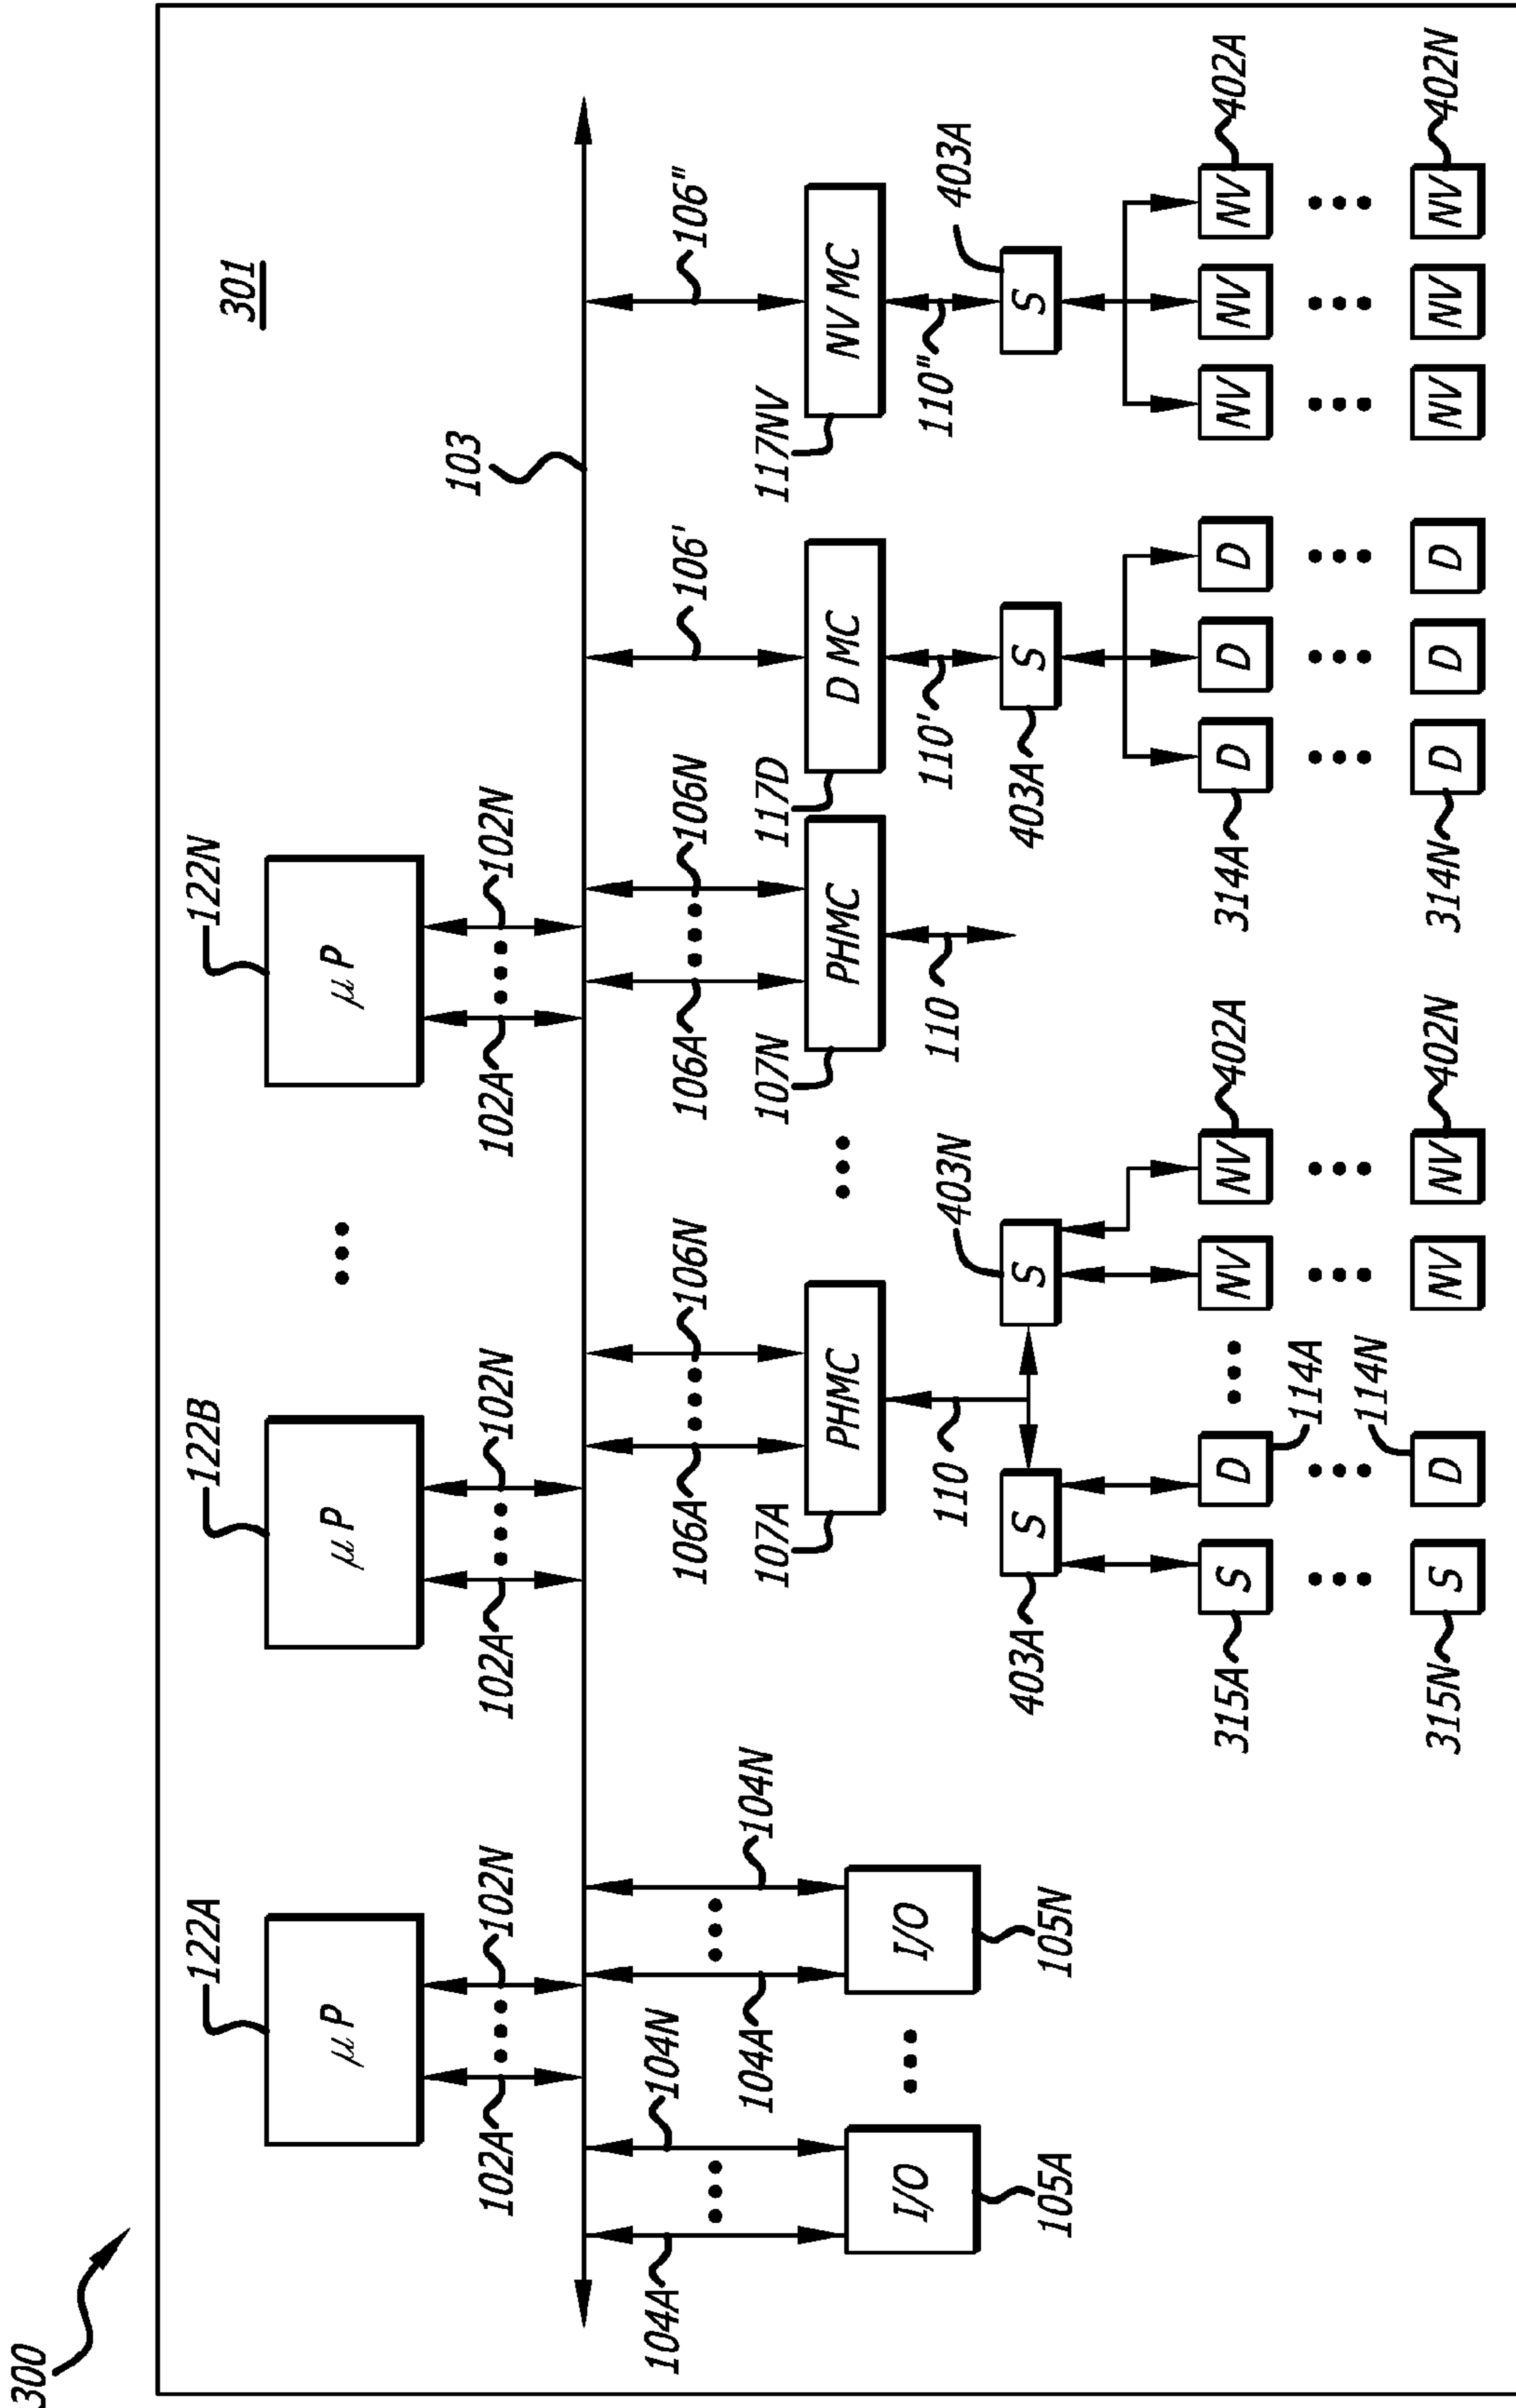 300
301
122A
122B
122N
μP
μP
μP
102A
102N
102A
102N
102A
102N
103
104A
104N
104A
104N
106A
106N
106A
106N
106'
106"
I/O
I/O
105A
105N
107A
PHMC
107N
PHMC
117D
D MC
117NV
NV MC
110
110
110'
110"
403A
S
S
403N
403A
S
S
403A
315A
S
D
114A
NV
NV
402A
314A
D
D
D
NV
NV
NV
402A
315N
S
D
114N
NV
NV
402N
314N
D
D
D
NV
NV
NV
402N